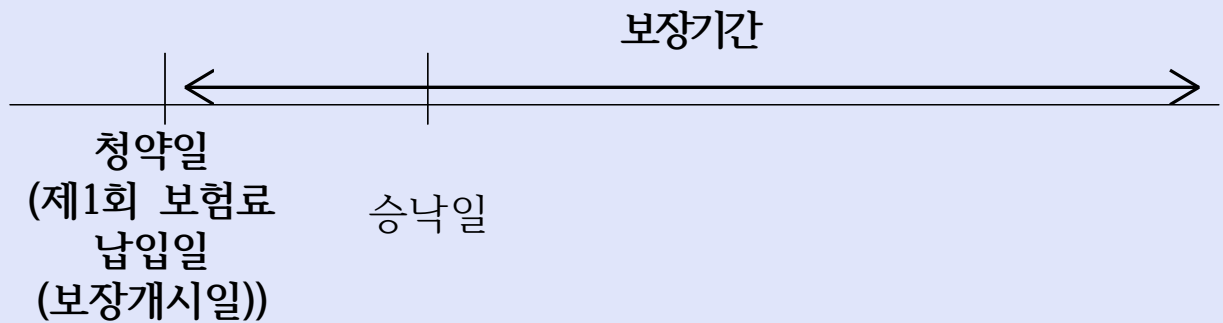 보장기간
청약일
(제1회 보험료
납입일
(보장개시일))
승낙일